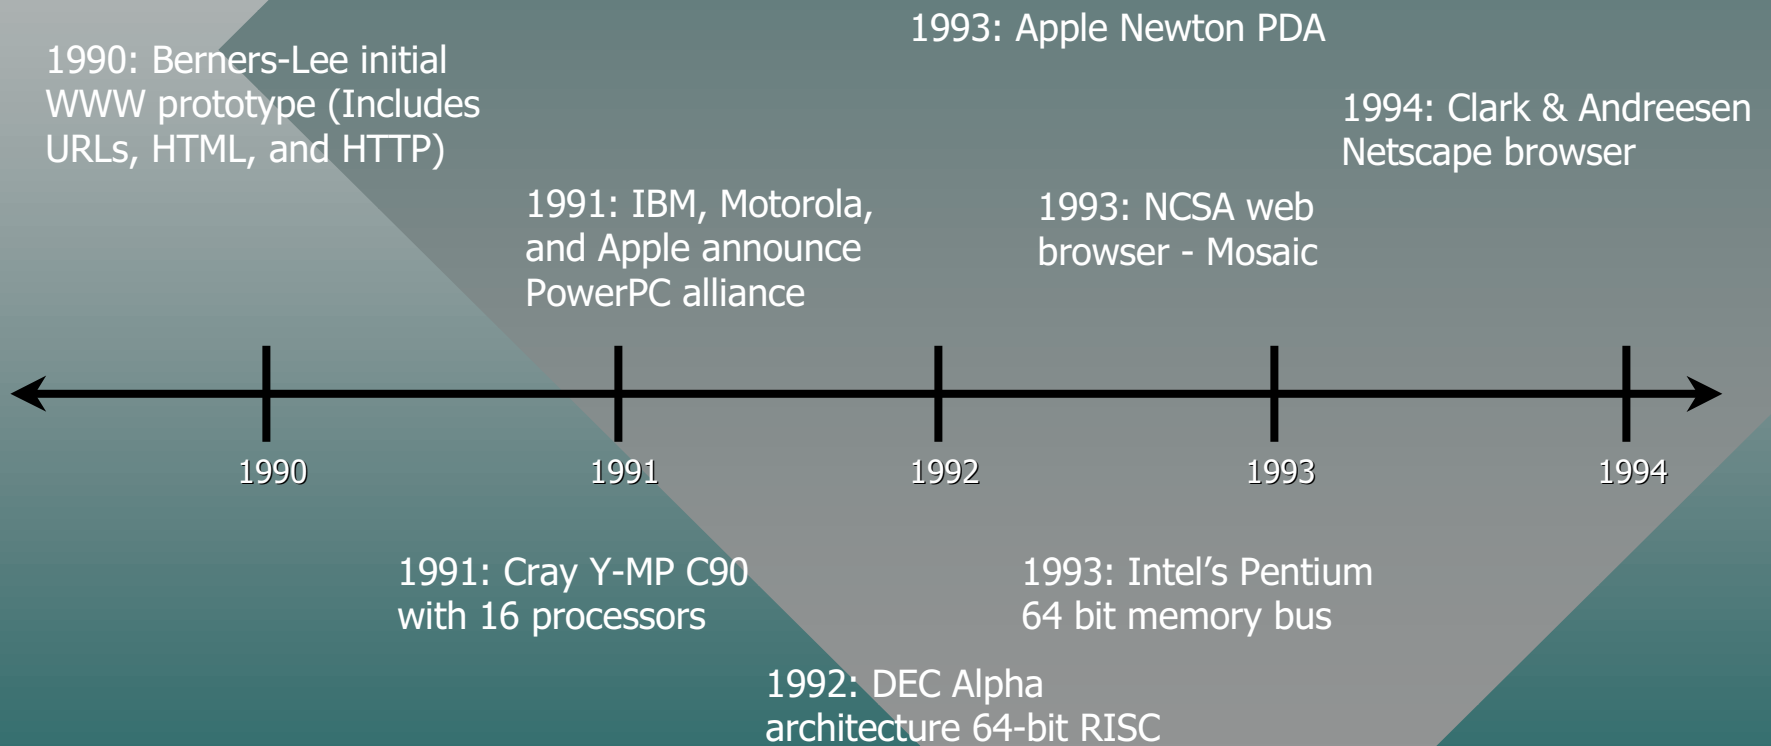 1993: Apple Newton PDA
1990: Berners-Lee initial
WWW prototype (Includes
URLs, HTML, and HTTP)
1994: Clark & Andreesen
Netscape browser
1991: IBM, Motorola,
and Apple announce
PowerPC alliance
1993: NCSA web
browser - Mosaic
1990
1991
1992
1993
1994
1991: Cray Y-MP C90
with 16 processors
1993: Intel’s Pentium
64 bit memory bus
1992: DEC Alpha
architecture 64-bit RISC